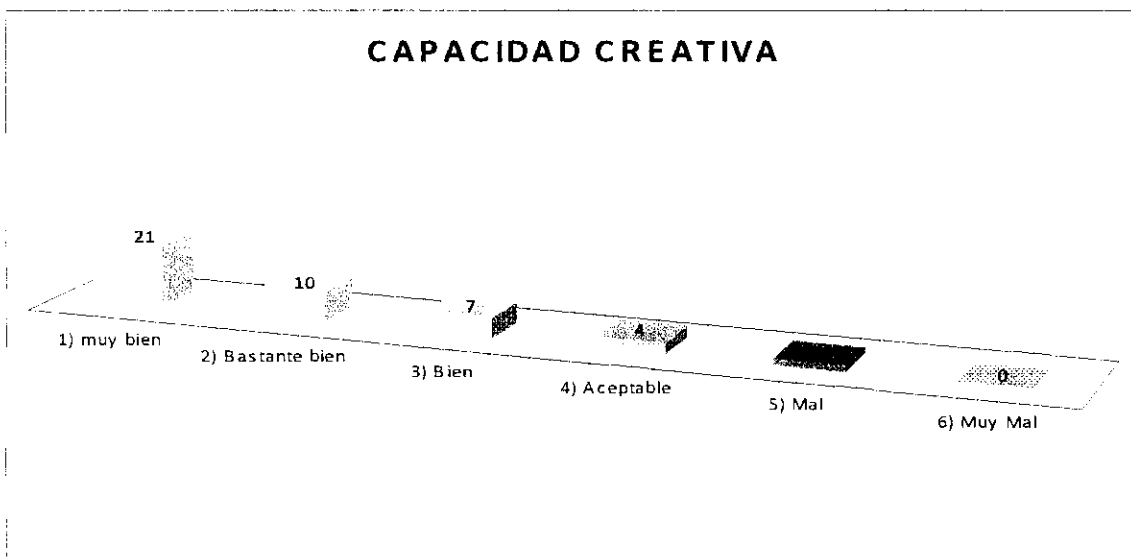 CAPACIDAD CREATIVA
21
10
7
4
0
1) muy bien
2) Bastante bien
3) Bien
4) Aceptable
5) Mal
6) Muy Mal